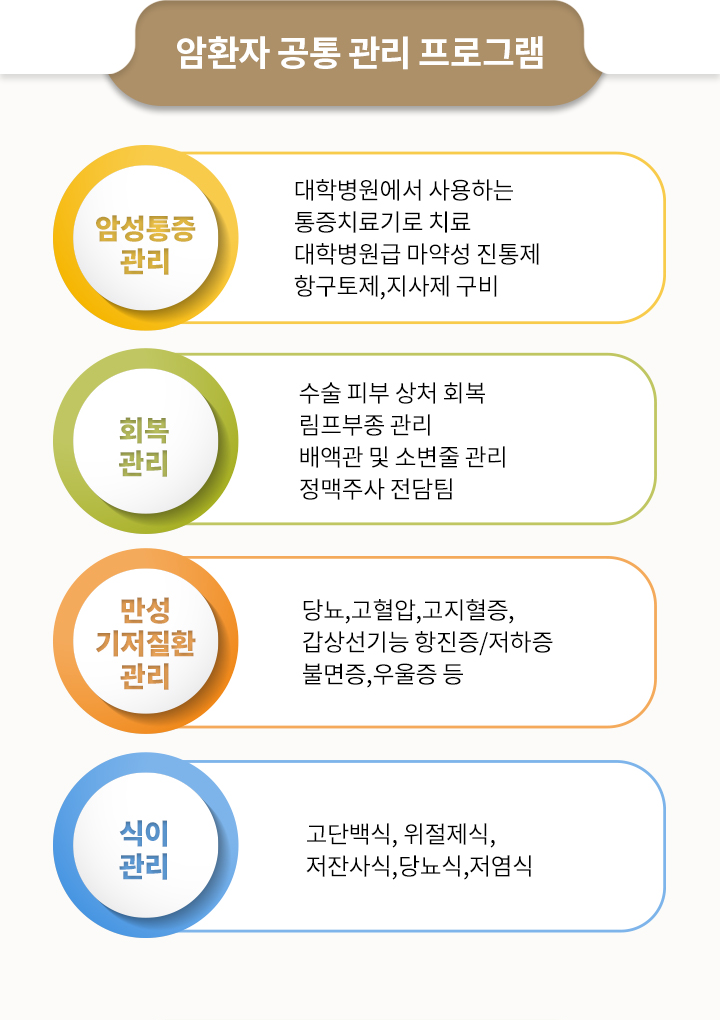 암환자 공통 관리 프로그램
암성통증
관리
대학병원에서 사용하는
통증치료기로 치료
대학병원급 마약성 진통제
항구토제,지사제 구비
회복
관리
수술 피부 상처 회복
림프부종 관리
배액관 및 소변줄 관리
정맥주사 전담팀
만성
기저질환
관리
당뇨,고혈압,고지혈증,
갑상선기능 항진증/저하증
불면증,우울증 등
식이
관리
고단백식, 위절제식,
저잔사식,당뇨식,저염식